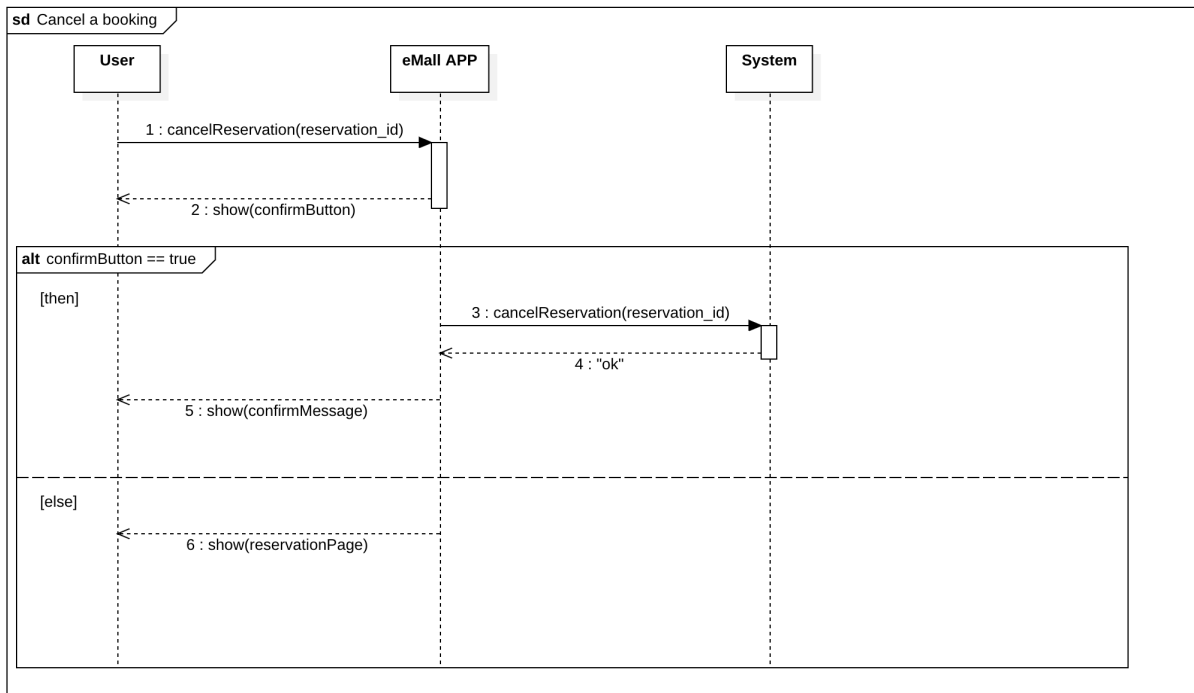 sd Cancel a booking
User
eMall APP
System
1 : cancelReservation(reservation_id)
2 : show(confirmButton)
alt confirmButton == true
[then]
3 : cancelReservation(reservation_id)
4 : "ok"
5 : show(confirmMessage)
[else]
6 : show(reservationPage)